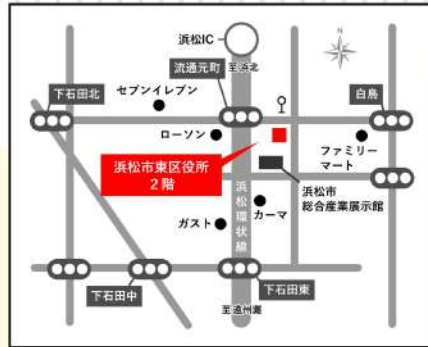 浜松IC
N
流通元町
至浜北
セブンイレブン
下石田北
白鳥
ローソン
ファミリー
マート
浜松市東区役所
2階
浜松市
総合産業展示館
浜松環状線
カーマ
ガスト
下石田中
下石田東
至遠州灘